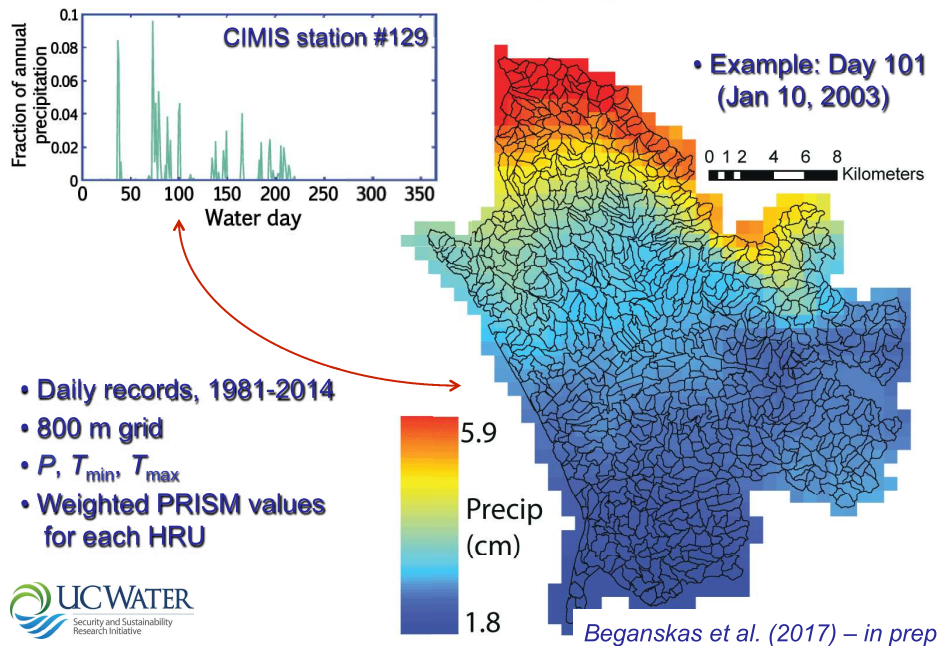 0.1
0.08
0.06
0.04
0.02
0
Fraction of annual
precipitation
CIMIS station #129
0 50 100 150 200 250 300 350
Water day
• Example: Day 101
(Jan 10, 2003)
0 1 2 4 6 8
Kilometers
• Daily records, 1981-2014
• 800 m grid
• P, Tmin, Tmax
• Weighted PRISM values
for each HRU
5.9
Precip
(cm)
1.8
UC WATER
Security and Sustainability
Research Initiative
Beganskas et al. (2017) – in prep